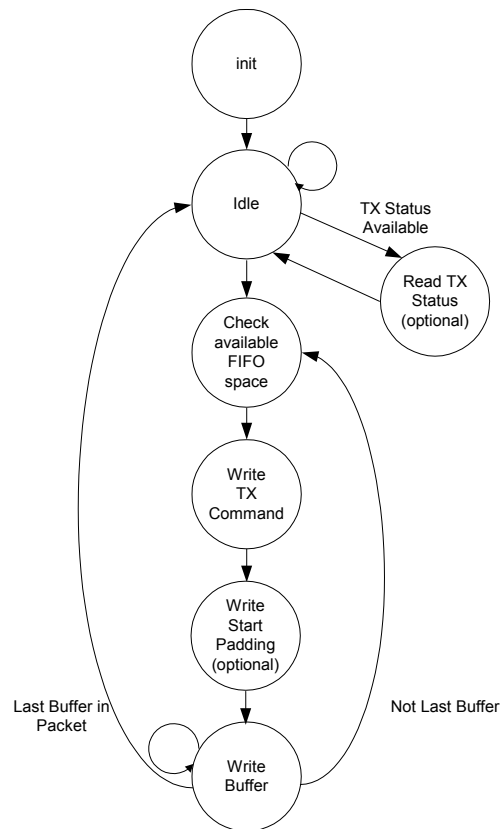 init
Idle
TX Status
Available
Read TX
Status
(optional)
Check
available
FIFO
space
Write
TX
Command
Write
Start
Padding
(optional)
Last Buffer in
Packet
Not Last Buffer
Write
Buffer